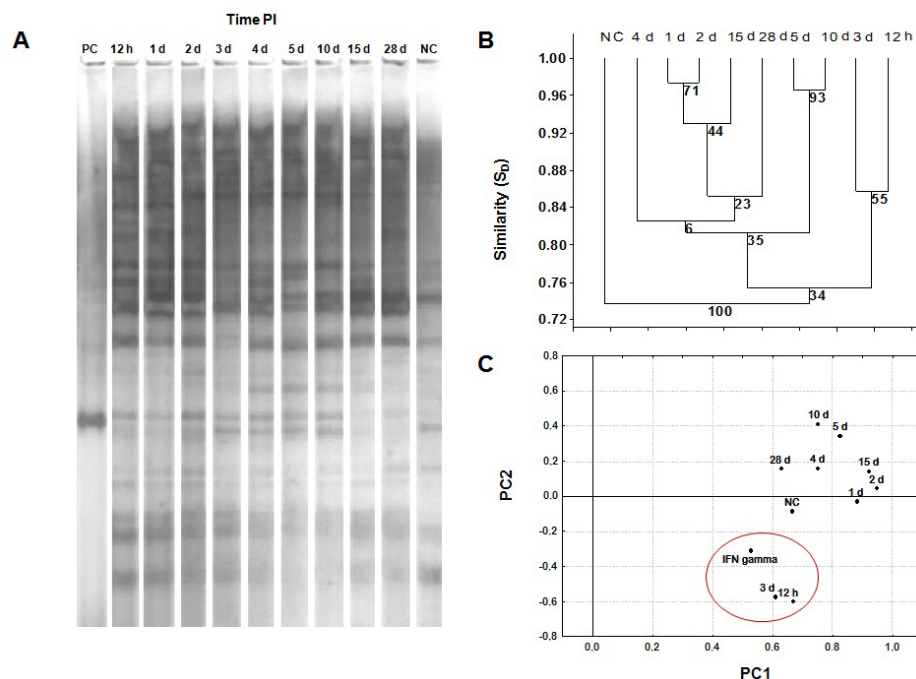 Time PI
A
PC 12 h 1 d 2 d 3 d 4 d 5 d 10 d 15 d 28 d NC
B
NC 4 d 1 d 2 d 15 d 28 d 5 d 10 d 3 d 12 h
1.00
0.96
0.92
0.88
0.84
0.80
0.76
0.72
Similarity (SD)
71
93
44
55
23
6
35
34
100
C
0.8
0.6
0.4
0.2
0.0
-0.2
-0.4
-0.6
-0.8
PC2
10 d
5 d
28 d
4 d
15 d
2 d
1 d
NC
IFN gamma
3 d
12 h
0.0 0.2 0.4 0.6 0.8 1.0
PC1